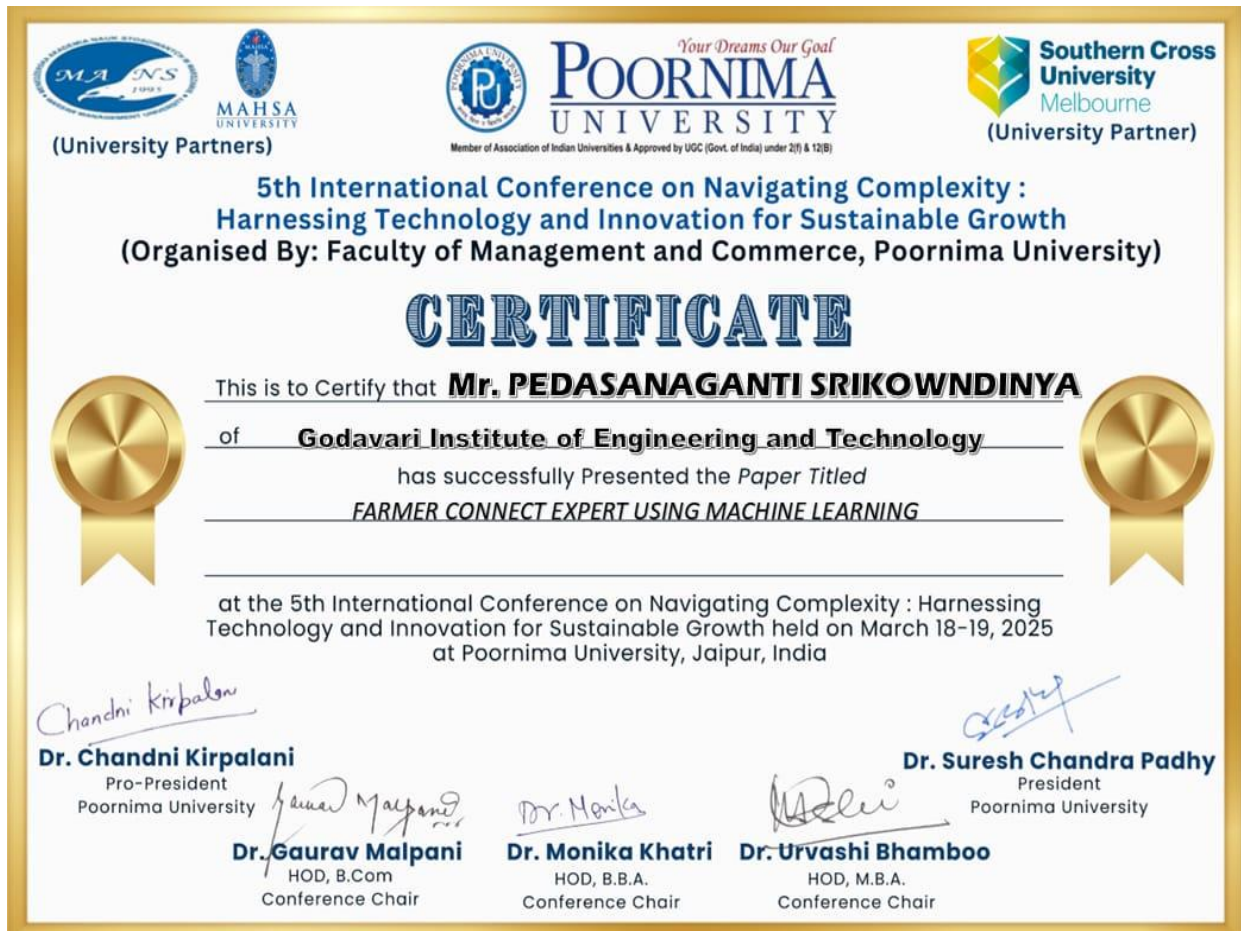 MA NS
1995
MAHSA
UNIVERSITY
(University Partners)
POORNIMA UNIVERSITY
PU
Your Dreams Our Goal
POORNIMA
UNIVERSITY
Member of Association of Indian Universities & Approved by UGC (Govt. of India) under 2(f) & 12(B)
Southern Cross
University
Melbourne
(University Partner)
5th International Conference on Navigating Complexity :
Harnessing Technology and Innovation for Sustainable Growth
(Organised By: Faculty of Management and Commerce, Poornima University)
CERTIFICATE
This is to Certify that Mr. PEDASANAGANTI SRIKOWNDINYA
of Godavari Institute of Engineering and Technology
has successfully Presented the Paper Titled
FARMER CONNECT EXPERT USING MACHINE LEARNING
at the 5th International Conference on Navigating Complexity : Harnessing
Technology and Innovation for Sustainable Growth held on March 18-19, 2025
at Poornima University, Jaipur, India
Chandni Kirpalani
Dr. Chandni Kirpalani
Pro-President
Poornima University
Dr. Suresh Chandra Padhy
President
Poornima University
Gaurav Malpani
Dr. Gaurav Malpani
HOD, B.Com
Conference Chair
Dr. Monika
Dr. Monika Khatri
HOD, B.B.A.
Conference Chair
Dr. Urvashi Bhamboo
HOD, M.B.A.
Conference Chair